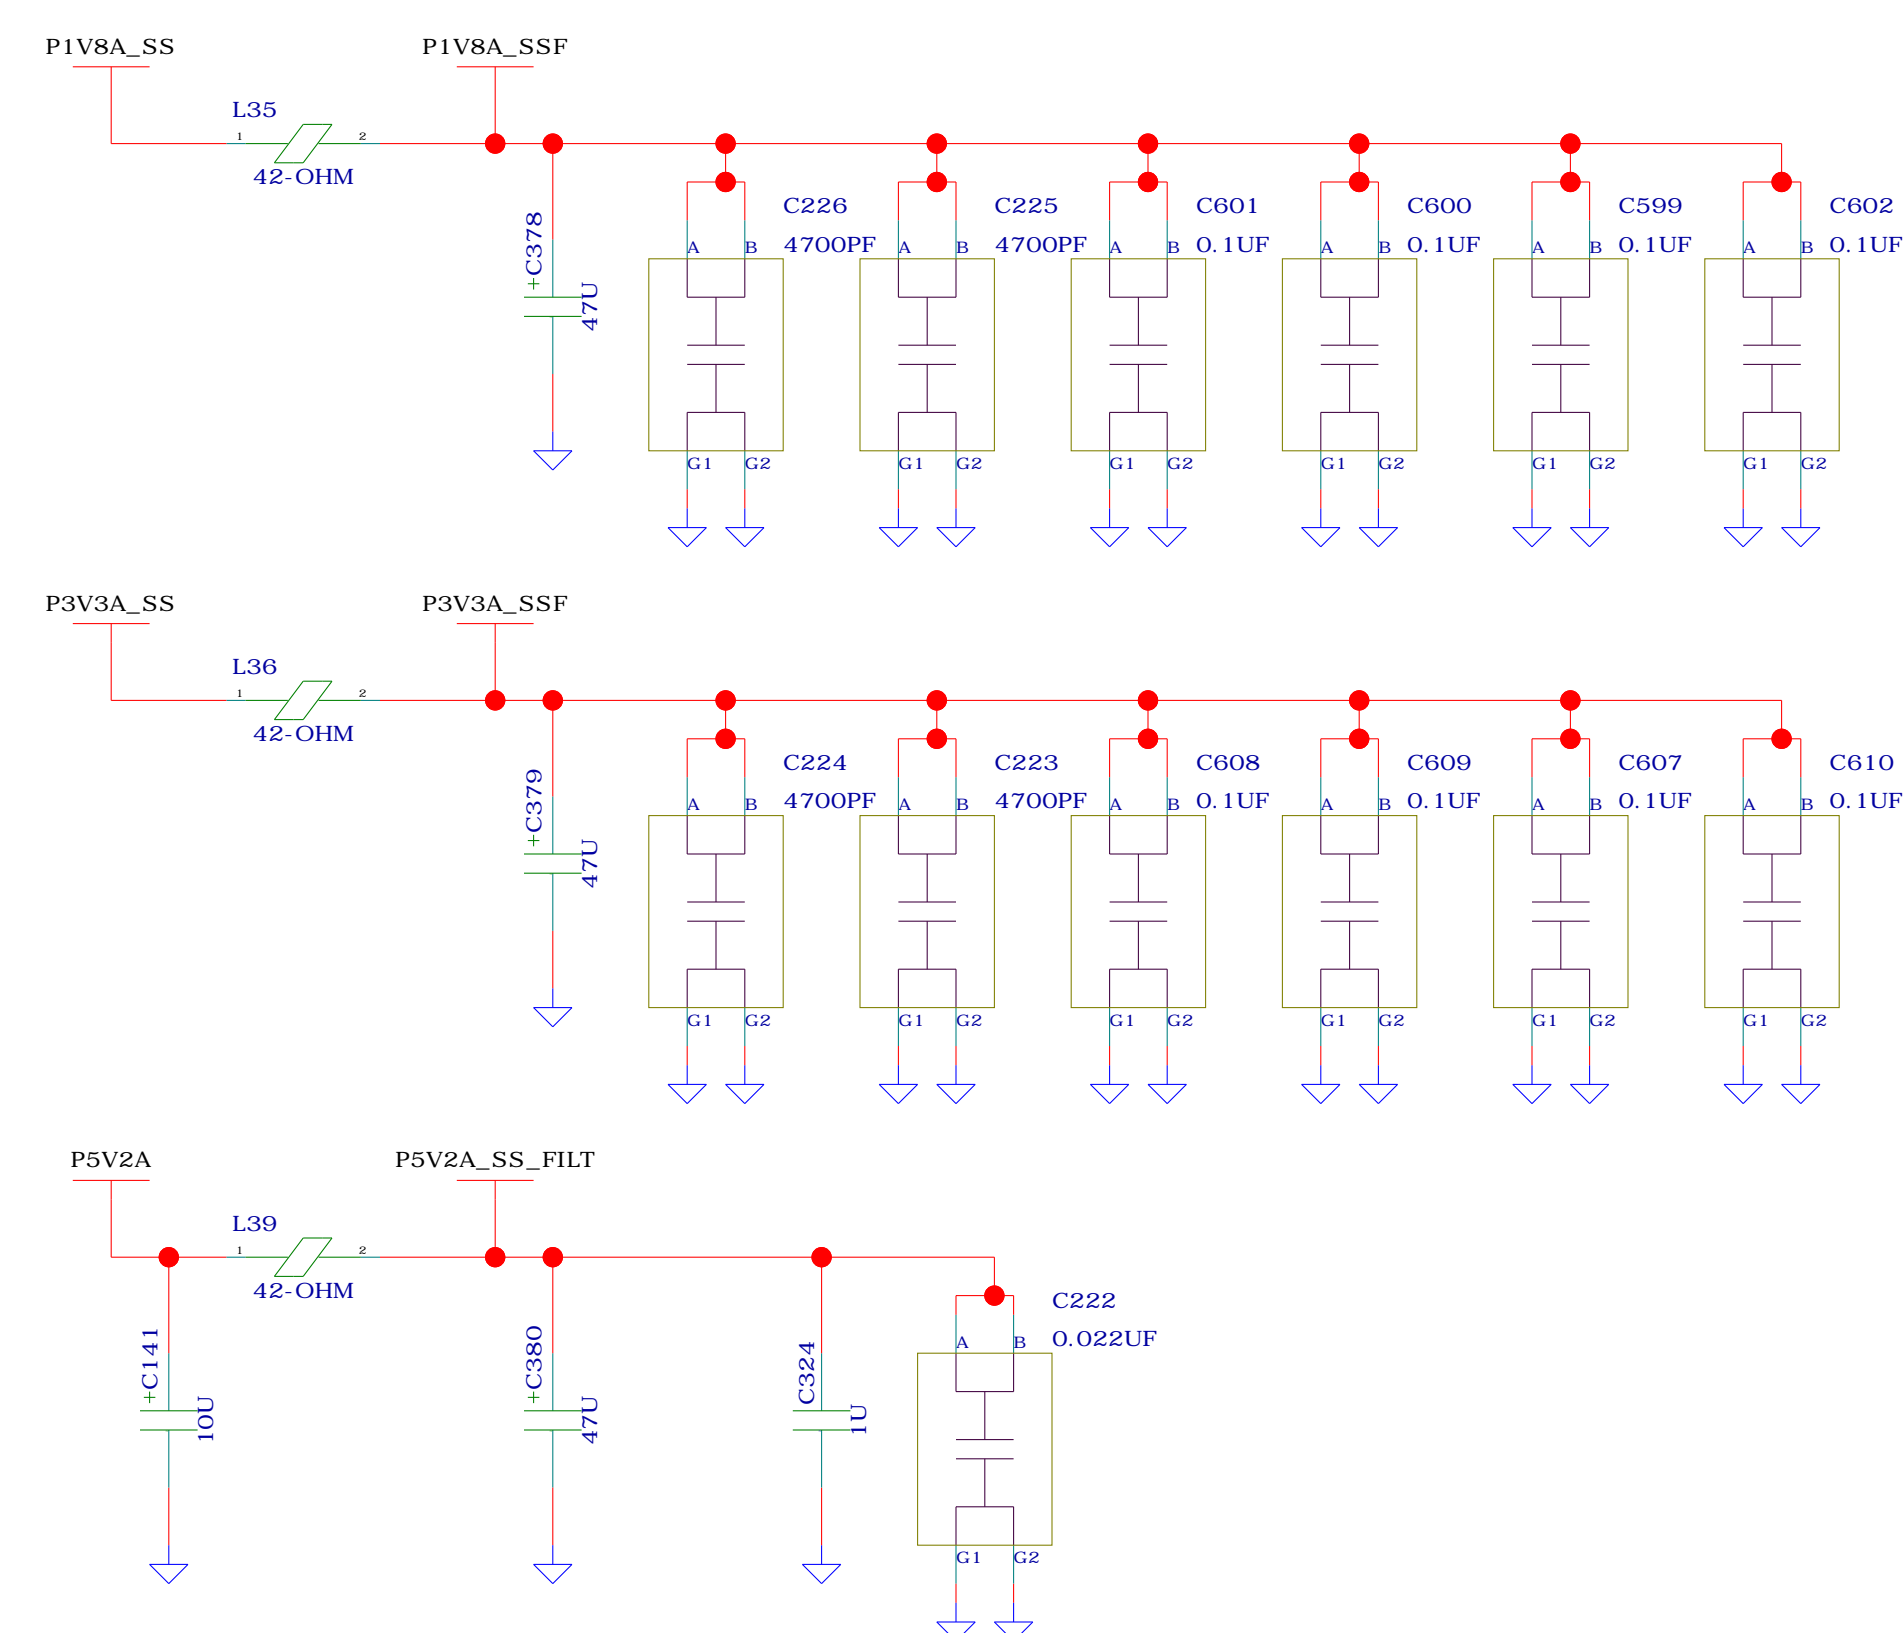 P1V8A_SS
P1V8A_SSF
L35
1
2
42-OHM
+C378
47U
C226
4700PF
A
B
G1
G2
C225
4700PF
A
B
G1
G2
C601
0.1UF
A
B
G1
G2
C600
0.1UF
A
B
G1
G2
C599
0.1UF
A
B
G1
G2
C602
0.1UF
A
B
G1
G2
P3V3A_SS
P3V3A_SSF
L36
1
2
42-OHM
+C379
47U
C224
4700PF
A
B
G1
G2
C223
4700PF
A
B
G1
G2
C608
0.1UF
A
B
G1
G2
C609
0.1UF
A
B
G1
G2
C607
0.1UF
A
B
G1
G2
C610
0.1UF
A
B
G1
G2
P5V2A
P5V2A_SS_FILT
L39
1
2
42-OHM
+C141
10U
+C380
47U
C324
1U
C222
0.022UF
A
B
G1
G2